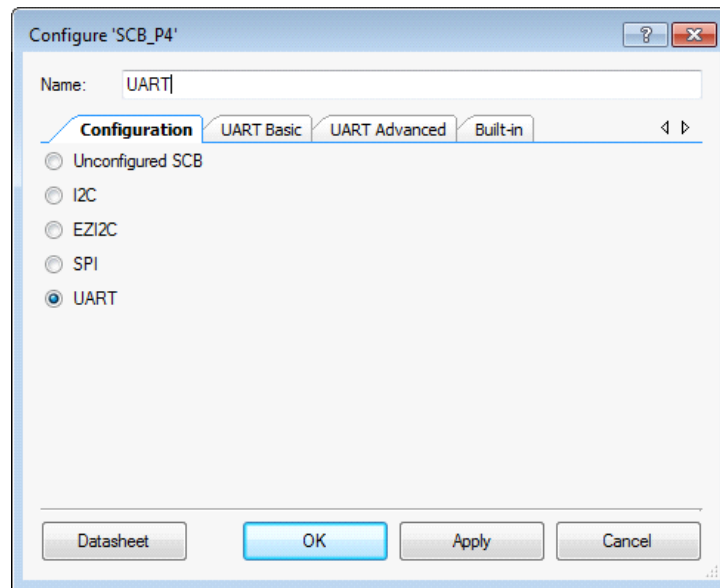 Configure 'SCB_P4'
Name: UART
Configuration UART Basic UART Advanced Built-in
Unconfigured SCB
I2C
EZI2C
SPI
UART
Datasheet OK Apply Cancel